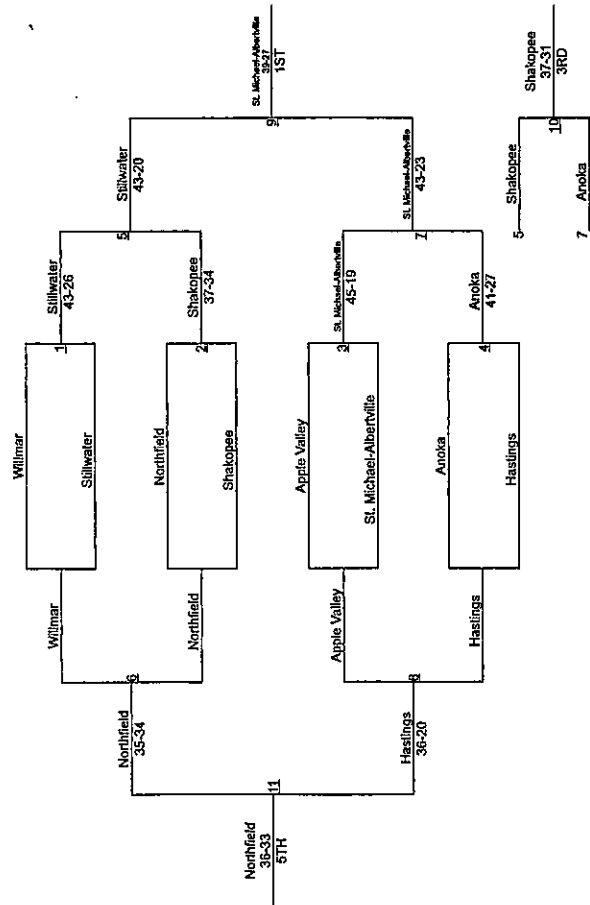 Willmar
Stillwater
Northfield
Shakopee
Apple Valley
St. Michael-Albertville
Anoka
Hastings
1
Stillwater
43-26
2
Shakopee
37-34
3
St. Michael-Albertville
45-19
4
Anoka
41-27
5
Stillwater
43-20
7
St. Michael-Albertville
43-23
9
St. Michael-Albertville
39-27
1ST
5
Shakopee
7
Anoka
10
Shakopee
37-31
3RD
Willmar
Northfield
Apple Valley
Hastings
6
Northfield
35-34
8
Hastings
36-20
11
Northfield
36-33
5TH